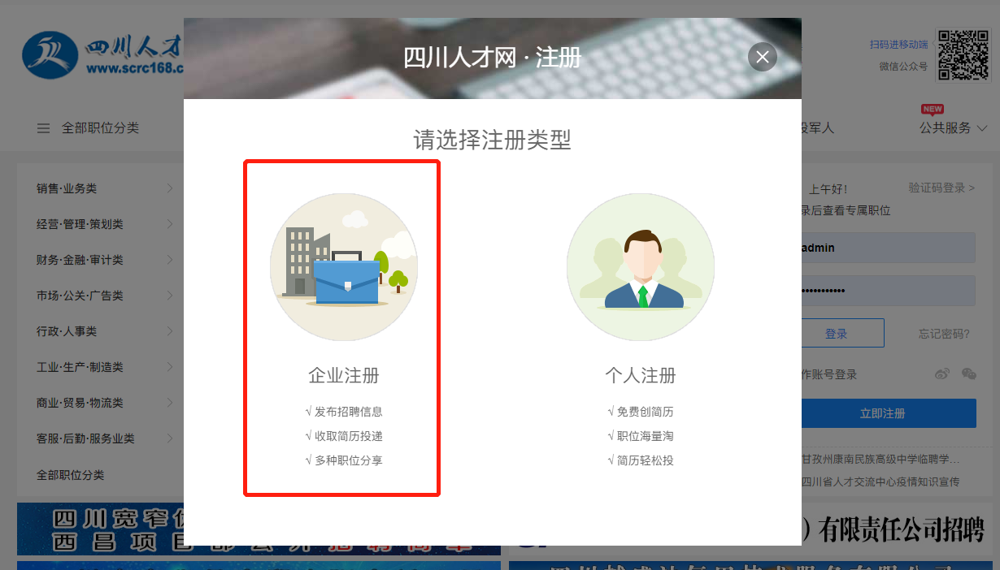 四川人才
www.scrc168.c
四川人才网 · 注册
扫码进移动端
微信公众号
全部职位分类
NEW
役军人
公共服务
请选择注册类型
销售·业务类
经营·管理·策划类
财务·金融·审计类
市场·公关·广告类
行政·人事类
工业·生产·制造类
商业·贸易·物流类
客服·后勤·服务业类
全部职位分类
企业注册
√ 发布招聘信息
√ 收取简历投递
√ 多种职位分享
个人注册
√ 免费创简历
√ 职位海量淘
√ 简历轻松投
上午好！
验证码登录 >
录后查看专属职位
admin
•••••••••••
登录
忘记密码?
作账号登录
立即注册
甘孜州康南民族高级中学临聘学...
四川省人才交流中心疫情知识宣传
四川宽窄
西昌项目部公开招聘简章
）有限责任公司招聘